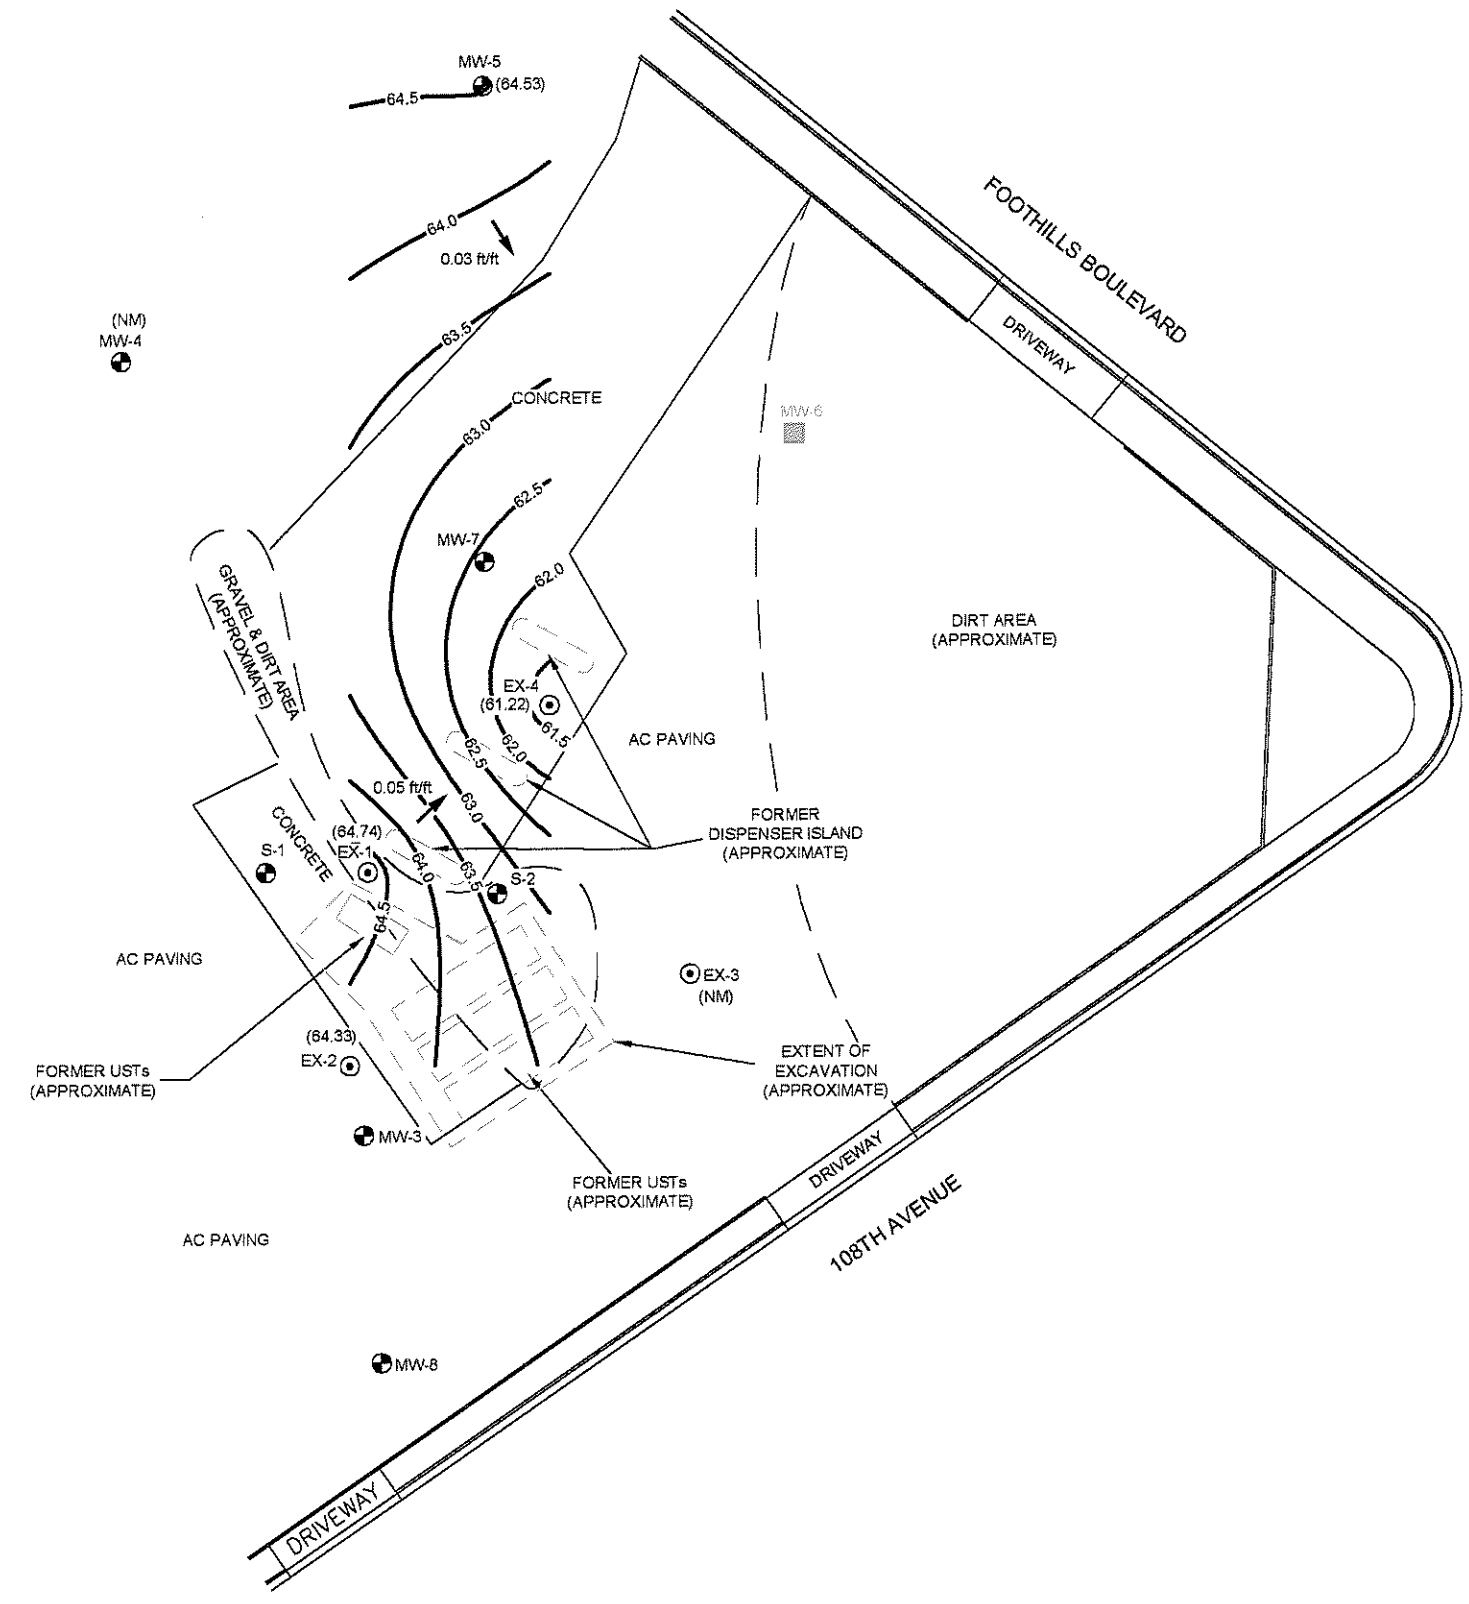 MW-5
(64.53)
64.5
FOOTHILLS BOULEVARD
64.0
0.03 ft/ft
(NM)
MW-4
63.5
DRIVEWAY
CONCRETE
MW-6
63.0
62.5
MW-7
62.0
GRAVEL & DIRT AREA
(APPROXIMATE)
DIRT AREA
(APPROXIMATE)
EX-4
(61.22)
61.5
AC PAVING
62.5
62.0
0.05 ft/ft
63.0
CONCRETE
FORMER
DISPENSER ISLAND
(APPROXIMATE)
(64.74)
EX-1
S-1
64.0
63.5
S-2
64.5
AC PAVING
EX-3
(NM)
(64.33)
EX-2
FORMER USTs
(APPROXIMATE)
EXTENT OF
EXCAVATION
(APPROXIMATE)
MW-3
DRIVEWAY
FORMER USTs
(APPROXIMATE)
108TH AVENUE
AC PAVING
MW-8
DRIVEWAY